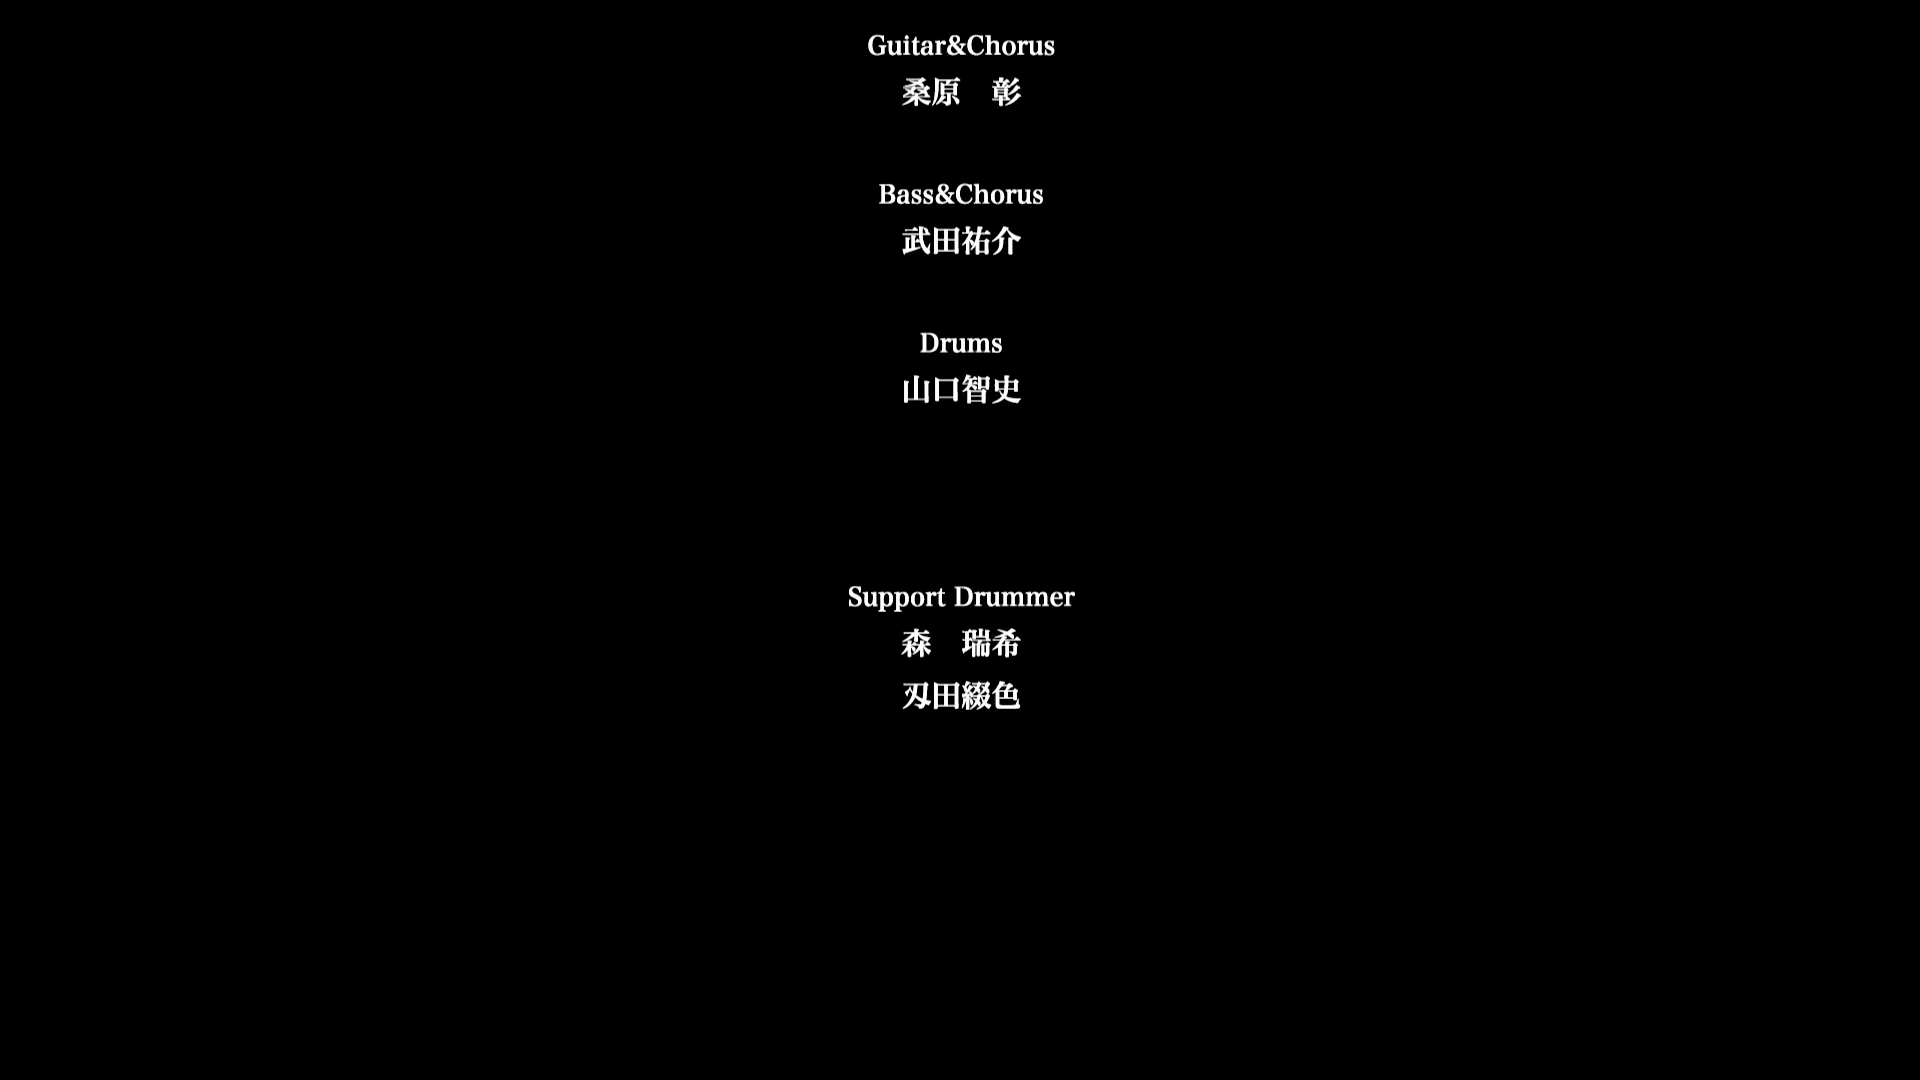 Guitar&Chorus
桑原　彰
Bass&Chorus
武田祐介
Drums
山口智史
Support Drummer
森　瑞希
刄田綴色